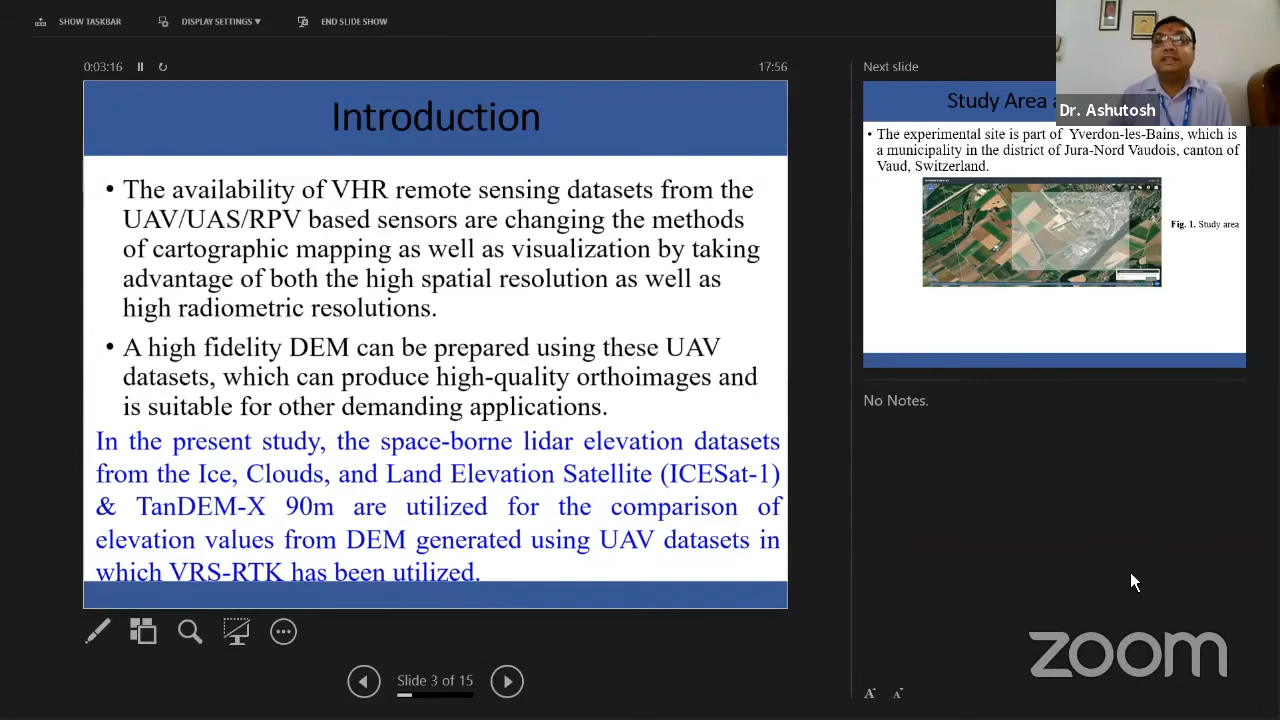 SHOW TASKBAR
DISPLAY SETTINGS
END SLIDE SHOW
0:03:16
17:56
Introduction
• The availability of VHR remote sensing datasets from the
UAV/UAS/RPV based sensors are changing the methods
of cartographic mapping as well as visualization by taking
advantage of both the high spatial resolution as well as
high radiometric resolutions.
• A high fidelity DEM can be prepared using these UAV
datasets, which can produce high-quality orthoimages and
is suitable for other demanding applications.
In the present study, the space-borne lidar elevation datasets
from the Ice, Clouds, and Land Elevation Satellite (ICESat-1)
& TanDEM-X 90m are utilized for the comparison of
elevation values from DEM generated using UAV datasets in
which VRS-RTK has been utilized.
Slide 3 of 15
Next slide
Study Area
• The experimental site is part of Yverdon-les-Bains, which is
a municipality in the district of Jura-Nord Vaudois, canton of
Vaud, Switzerland.
Fig. 1. Study area
No Notes.
Dr. Ashutosh
zoom
A A